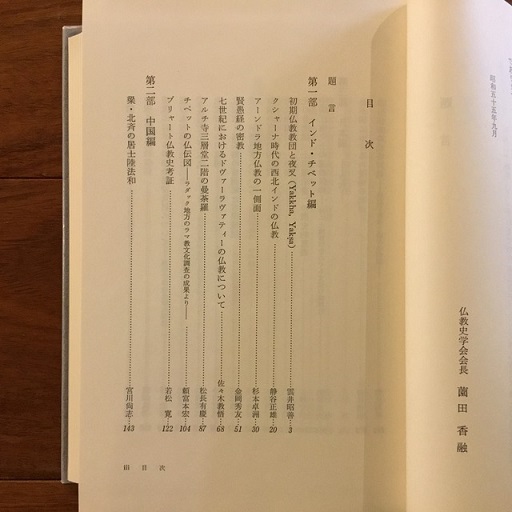 昭和五十五年九月
仏教史学会会長 薗田香融
目次
題言
第一部 インド・チベット編
初期仏教教団と夜叉(Yakkha, Yakṣa)……雲井昭善…3
クシャーナ時代の西北インドの仏教……静谷正雄…20
アーンドラ地方仏教の一側面……杉本卓洲…30
賢愚経の密教……金岡秀友…51
七世紀におけるドヴァーラヴァティーの仏教について……佐々木教悟…68
アルチ寺三層堂二階の曼荼羅……松長有慶…87
チベットの仏伝図——ラダック地方のラマ教文化調査の成果より——……頼富本宏…104
ブリヤート仏教史考証……若松寛…122
第二部 中国編
梁・北斉の居士陸法和……宮川尚志…143
iii 目次